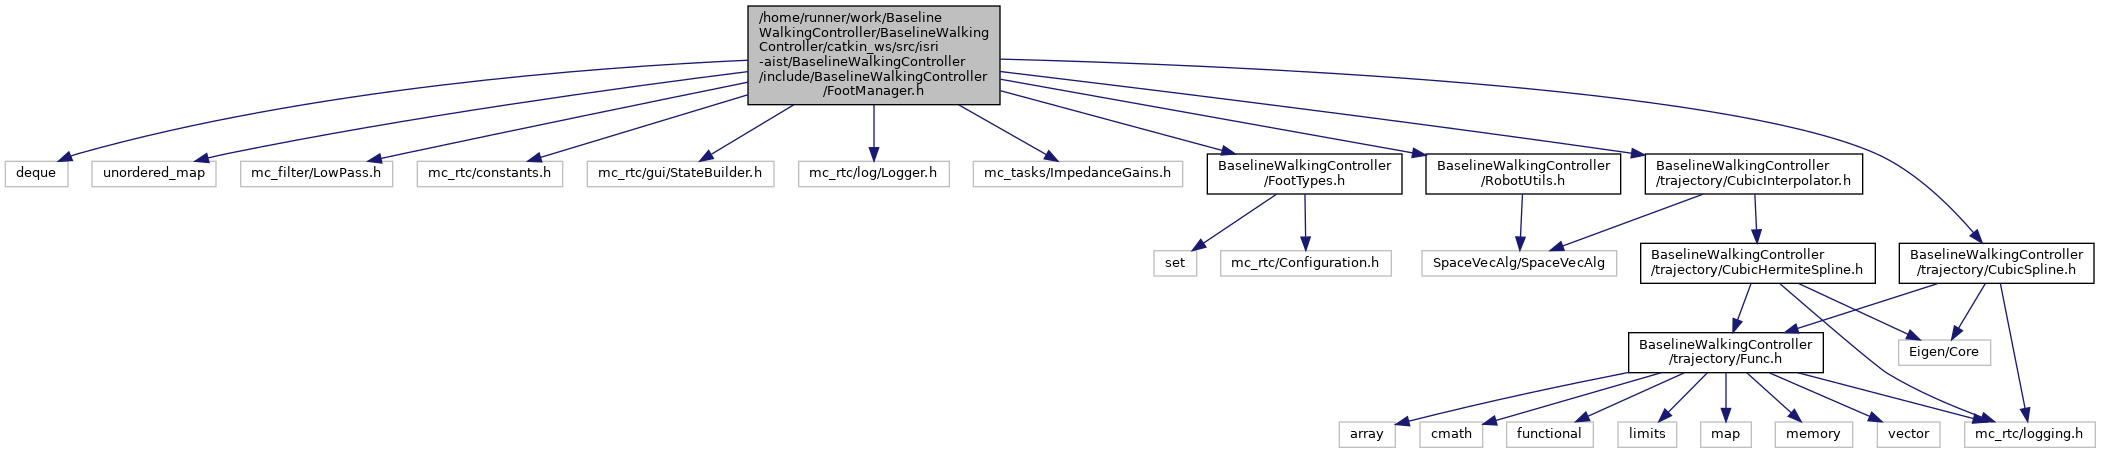 /home/runner/work/Baseline
WalkingController/BaselineWalking
Controller/catkin_ws/src/isri
-aist/BaselineWalkingController
/include/BaselineWalkingController
/FootManager.h
deque
unordered_map
mc_filter/LowPass.h
mc_rtc/constants.h
mc_rtc/gui/StateBuilder.h
mc_rtc/log/Logger.h
mc_tasks/ImpedanceGains.h
BaselineWalkingController
/FootTypes.h
BaselineWalkingController
/RobotUtils.h
BaselineWalkingController
/trajectory/CubicInterpolator.h
set
mc_rtc/Configuration.h
SpaceVecAlg/SpaceVecAlg
BaselineWalkingController
/trajectory/CubicHermiteSpline.h
BaselineWalkingController
/trajectory/CubicSpline.h
BaselineWalkingController
/trajectory/Func.h
Eigen/Core
array
cmath
functional
limits
map
memory
vector
mc_rtc/logging.h